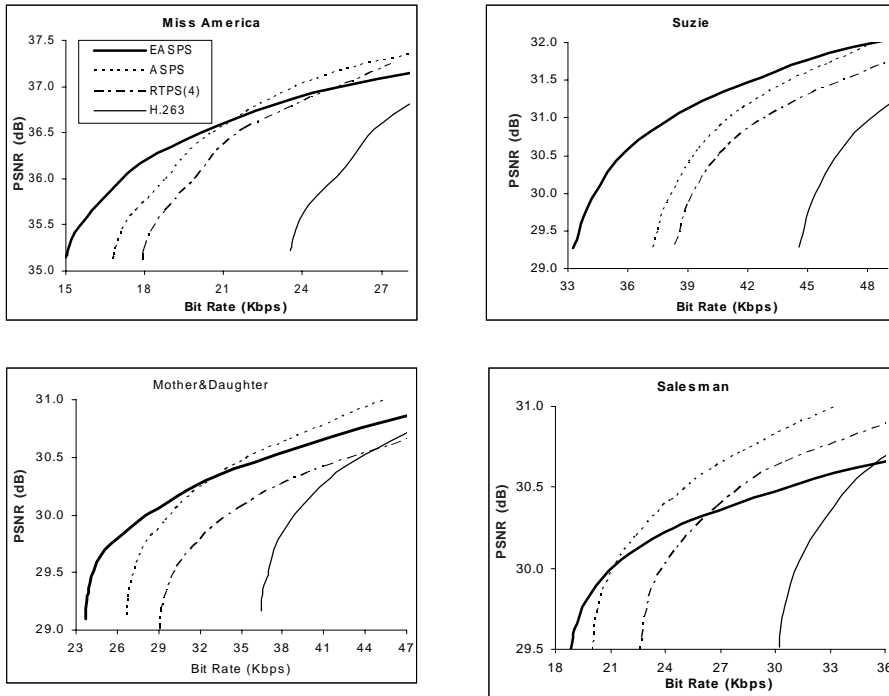 Miss America
37.5
37.0
36.5
36.0
35.5
35.0
PSNR (dB)
EASPS
ASPS
RTPS(4)
H.263
15 18 21 24 27
Bit Rate (Kbps)
Suzie
32.0
31.5
31.0
30.5
30.0
29.5
29.0
PSNR (dB)
33 36 39 42 45 48
Bit Rate (Kbps)
Mother&Daughter
31.0
30.5
30.0
29.5
29.0
PSNR (dB)
23 26 29 32 35 38 41 44 47
Bit Rate (Kbps)
Salesman
31.0
30.5
30.0
29.5
PSNR (dB)
18 21 24 27 30 33 36
Bit Rate (Kbps)